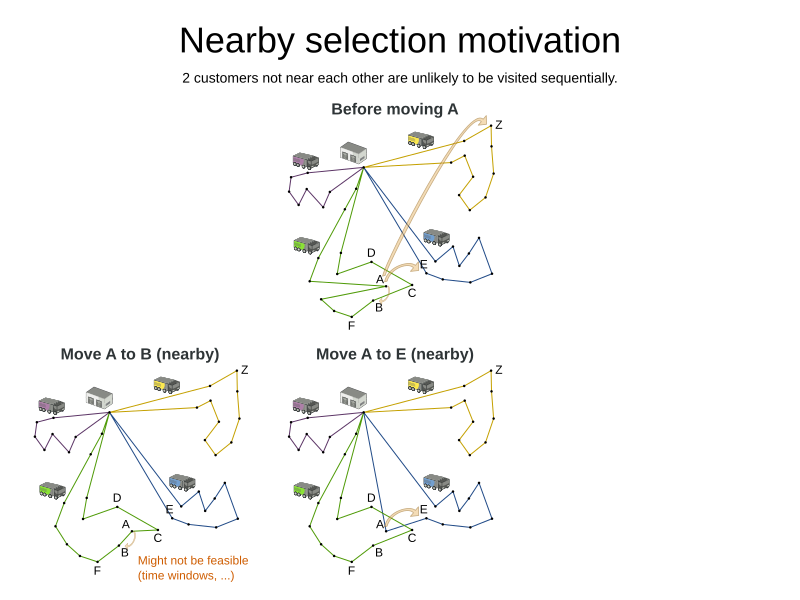 Nearby selection motivation
2 customers not near each other are unlikely to be visited sequentially.
Before moving A
Z
D
E
A
C
B
F
Move A to B (nearby)
Z
D
E
A
C
B
F
Might not be feasible
(time windows, ...)
Move A to E (nearby)
Z
D
E
A
C
B
F